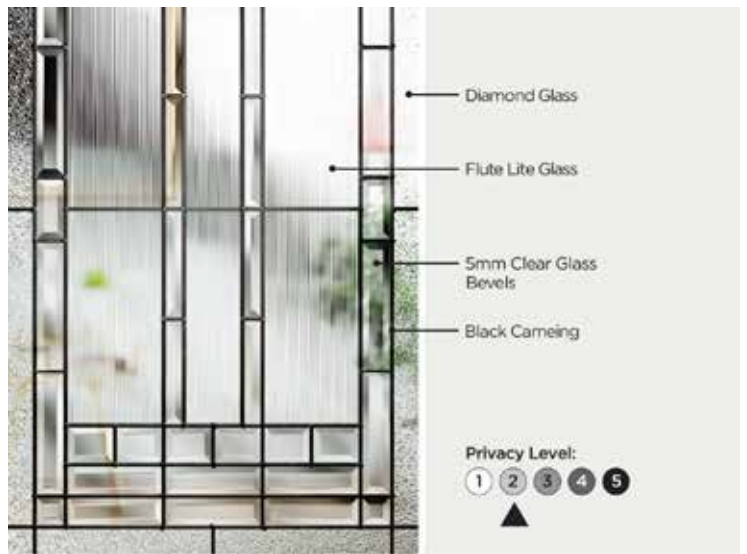 Diamond Glass
Flute Lite Glass
5mm Clear Glass
Bevels
Black Cameing
Privacy Level:
1 2 3 4 5